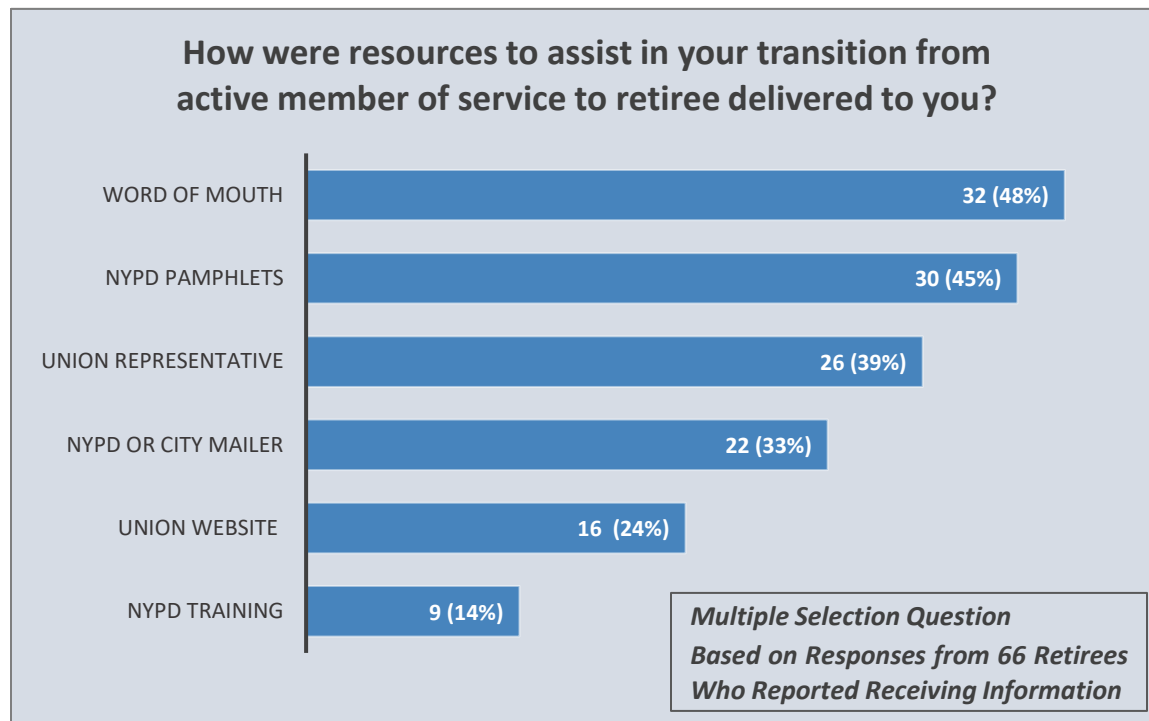 How were resources to assist in your transition from
active member of service to retiree delivered to you?
WORD OF MOUTH 32 (48%)
NYPD PAMPHLETS 30 (45%)
UNION REPRESENTATIVE 26 (39%)
NYPD OR CITY MAILER 22 (33%)
UNION WEBSITE 16 (24%)
NYPD TRAINING 9 (14%)
Multiple Selection Question
Based on Responses from 66 Retirees
Who Reported Receiving Information